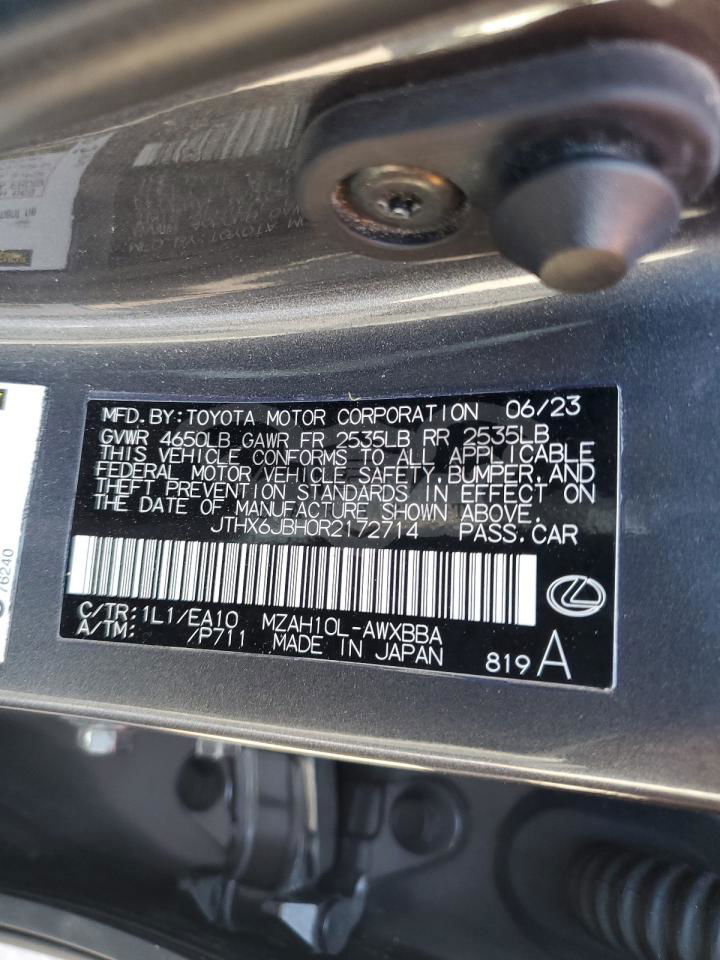 MFD. BY: TOYOTA MOTOR CORPORATION 06/23
GVWR 4650LB GAWR FR 2535LB RR 2535LB
THIS VEHICLE CONFORMS TO ALL APPLICABLE
FEDERAL MOTOR VEHICLE SAFETY, BUMPER, AND
THEFT PREVENTION STANDARDS IN EFFECT ON
THE DATE OF MANUFACTURE SHOWN ABOVE.
JTHX6JBH0R2172714 PASS. CAR
C/TR: 1L1/EA10 MZAH10L-AWXBBA
A/TM: /P711 MADE IN JAPAN
819 A
76240